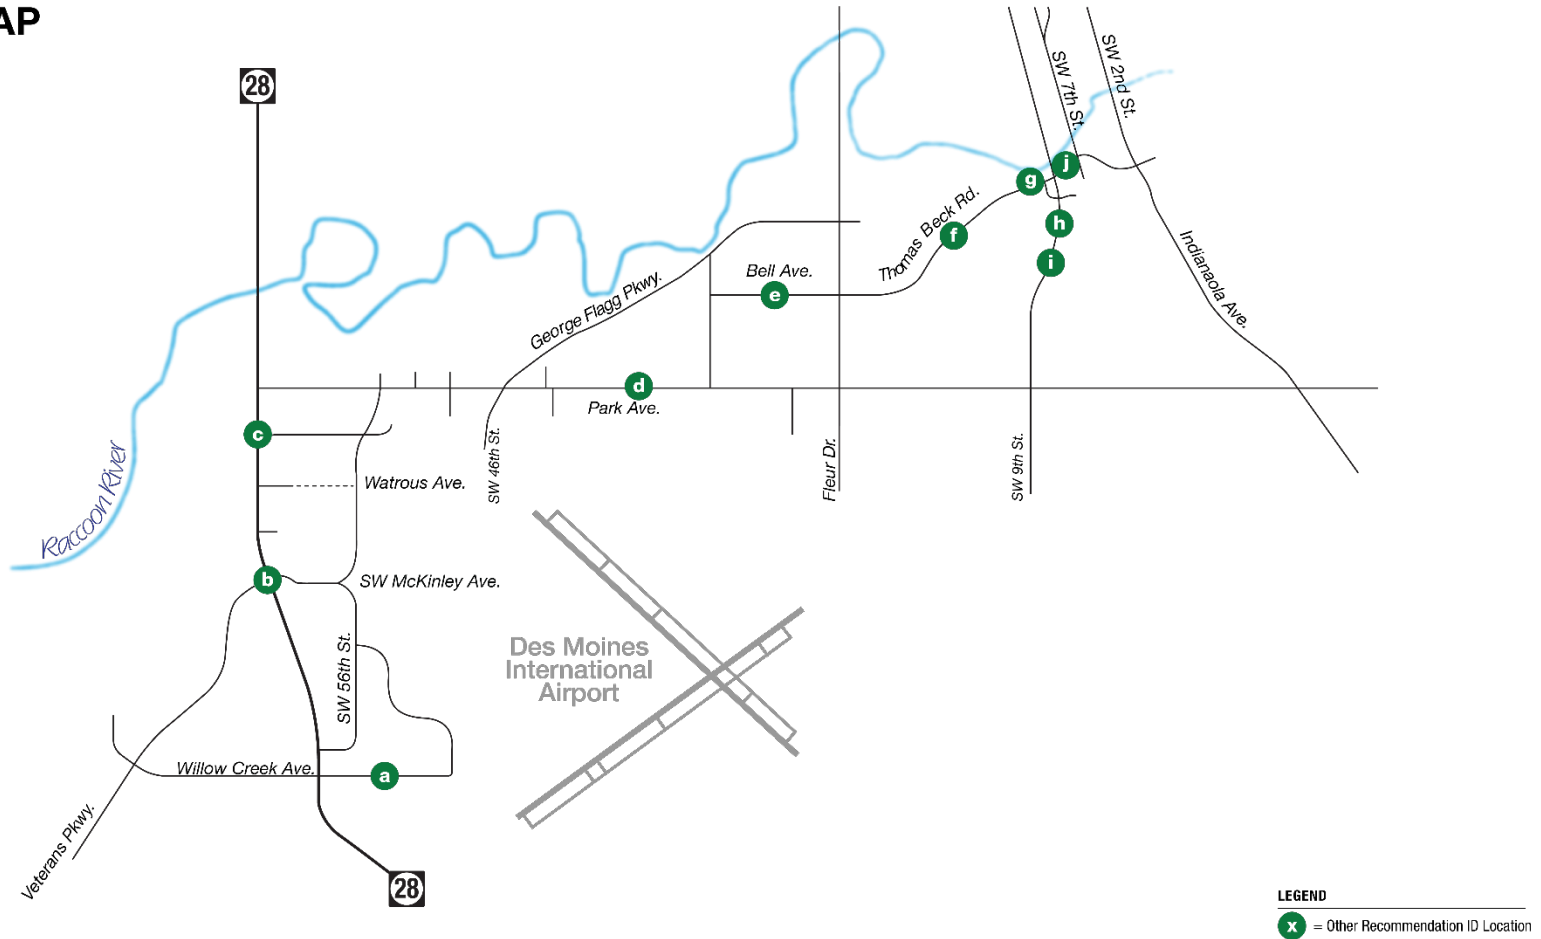 AP
28
SW 7th St.
SW 2nd St.
j
g
h
f
i
Thomas Beck Rd.
Indianaola Ave.
Bell Ave.
e
George Flagg Pkwy.
d
Park Ave.
c
SW 46th St.
Fleur Dr.
SW 9th St.
Watrous Ave.
Raccoon River
b
SW McKinley Ave.
Des Moines
International
Airport
SW 56th St.
Willow Creek Ave.
a
Veterans Pkwy.
28
LEGEND
x = Other Recommendation ID Location